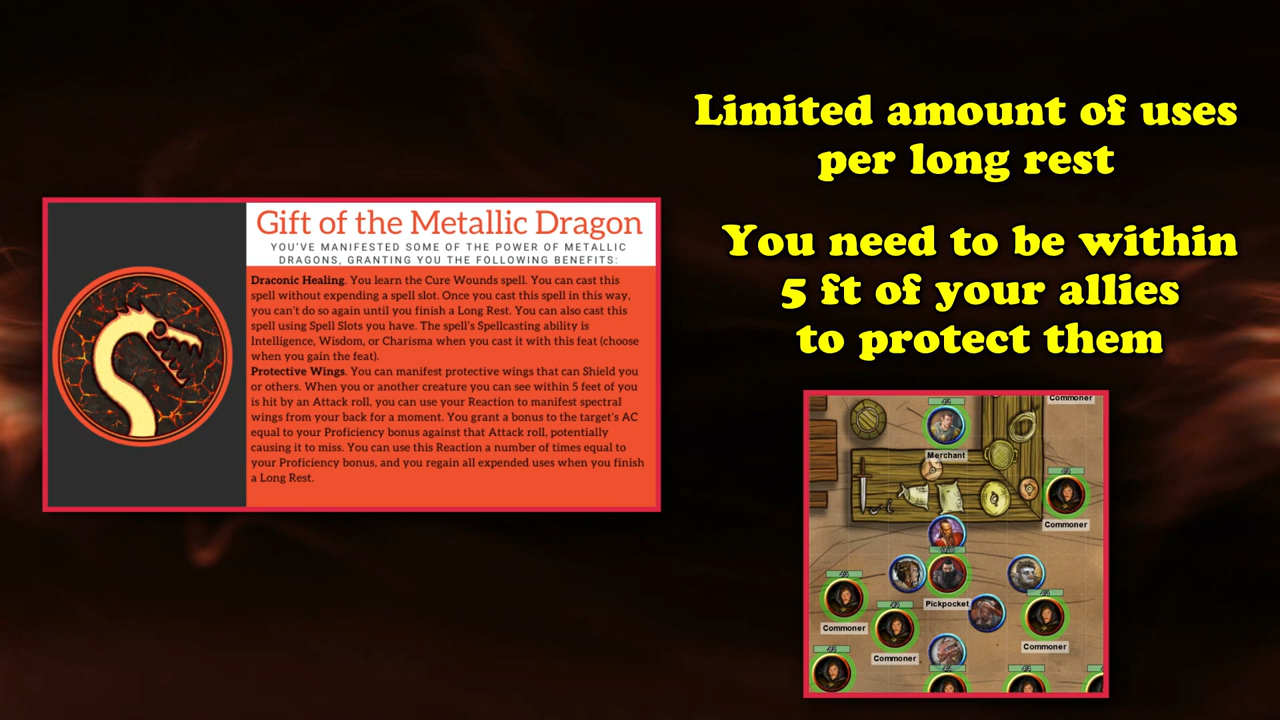 Limited amount of uses
per long rest
You need to be within
5 ft of your allies
to protect them
Gift of the Metallic Dragon
YOU'VE MANIFESTED SOME OF THE POWER OF METALLIC
DRAGONS, GRANTING YOU THE FOLLOWING BENEFITS:
Draconic Healing. You learn the Cure Wounds spell. You can cast this
spell without expending a spell slot. Once you cast this spell in this way,
you can't do so again until you finish a Long Rest. You can also cast this
spell using Spell Slots you have. The spell's Spellcasting ability is
Intelligence, Wisdom, or Charisma when you cast it with this feat (choose
when you gain the feat).
Protective Wings. You can manifest protective wings that can Shield you
or others. When you or another creature you can see within 5 feet of you
is hit by an Attack roll, you can use your Reaction to manifest spectral
wings from your back for a moment. You grant a bonus to the target's AC
equal to your Proficiency bonus against that Attack roll, potentially
causing it to miss. You can use this Reaction a number of times equal to
your Proficiency bonus, and you regain all expended uses when you finish
a Long Rest.
Commoner
Merchant
Commoner
Pickpocket
Commoner
Commoner
Commoner